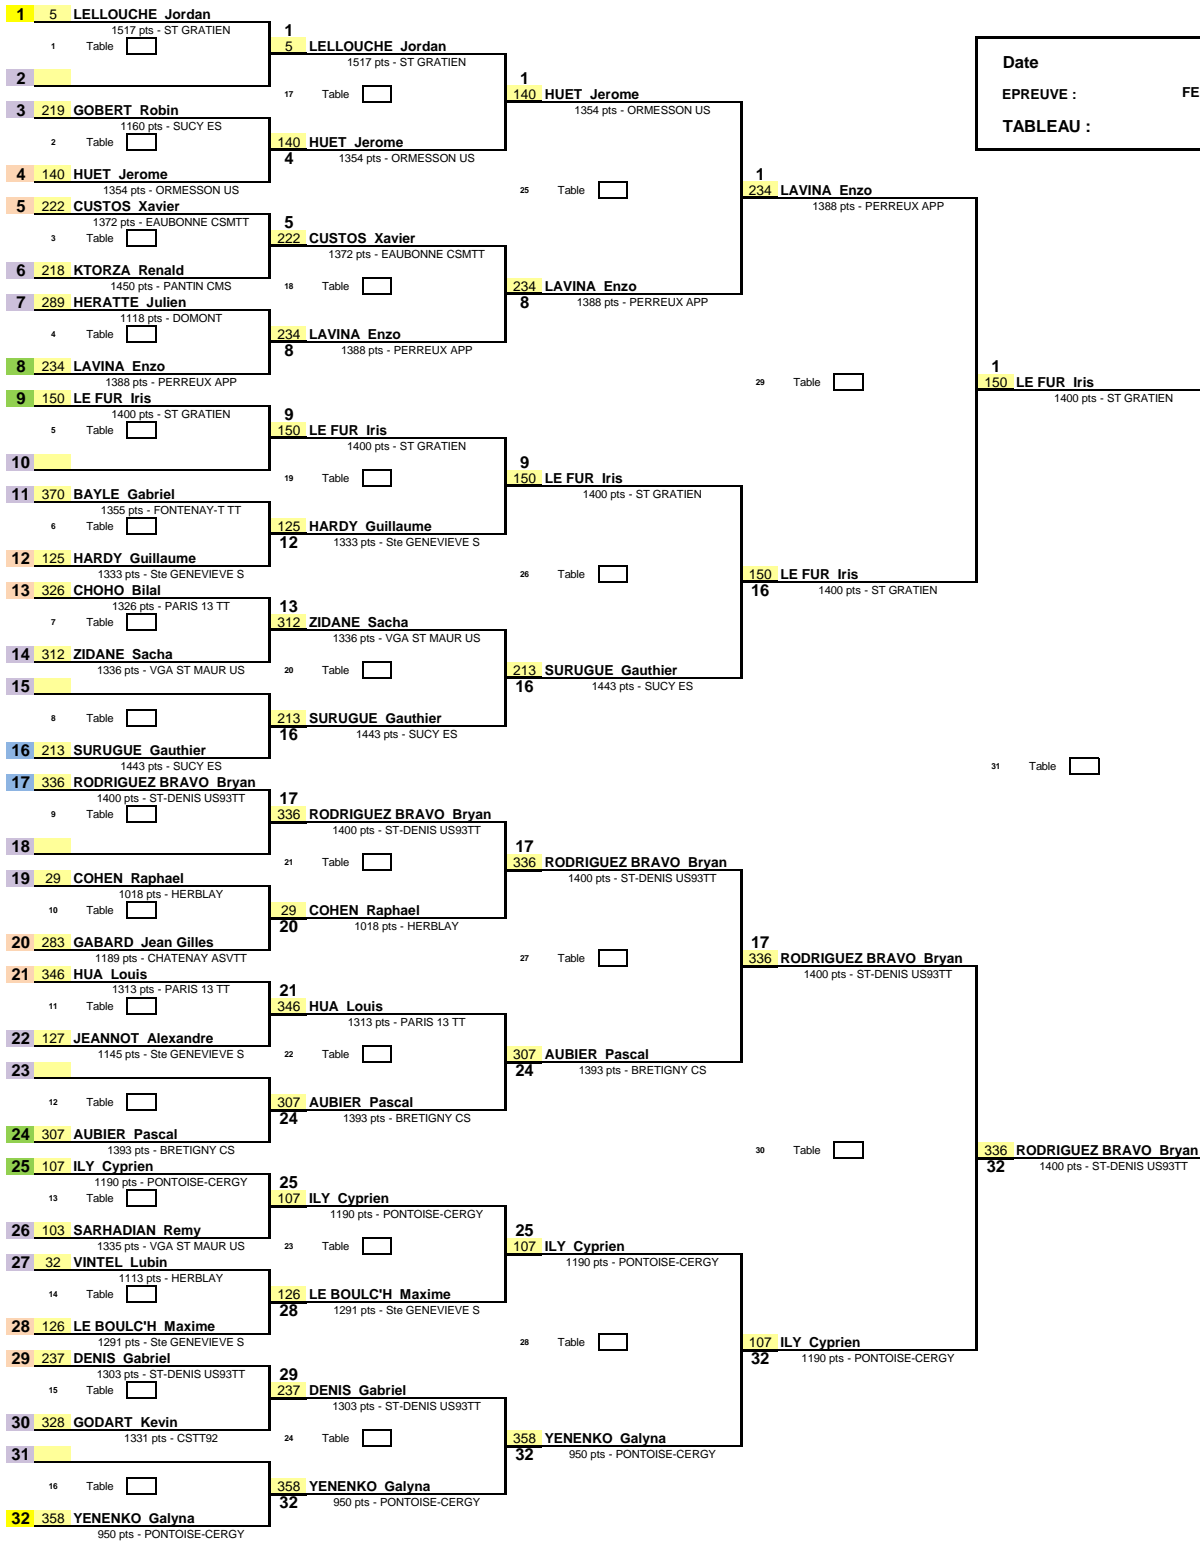 1 5 LELLOUCHE Jordan
1517 pts - ST GRATIEN
1 Table
2
3 219 GOBERT Robin
1160 pts - SUCY ES
2 Table
4 140 HUET Jerome
1354 pts - ORMESSON US
5 222 CUSTOS Xavier
1372 pts - EAUBONNE CSMTT
3 Table
6 218 KTORZA Renald
1450 pts - PANTIN CMS
7 289 HERATTE Julien
1118 pts - DOMONT
4 Table
8 234 LAVINA Enzo
1388 pts - PERREUX APP
9 150 LE FUR Iris
1400 pts - ST GRATIEN
5 Table
10
11 370 BAYLE Gabriel
1355 pts - FONTENAY-T TT
6 Table
12 125 HARDY Guillaume
1333 pts - Ste GENEVIEVE S
13 326 CHOHO Bilal
1326 pts - PARIS 13 TT
7 Table
14 312 ZIDANE Sacha
1336 pts - VGA ST MAUR US
15
8 Table
16 213 SURUGUE Gauthier
1443 pts - SUCY ES
17 336 RODRIGUEZ BRAVO Bryan
1400 pts - ST-DENIS US93TT
9 Table
18
19 29 COHEN Raphael
1018 pts - HERBLAY
10 Table
20 283 GABARD Jean Gilles
1189 pts - CHATENAY ASVTT
21 346 HUA Louis
1313 pts - PARIS 13 TT
11 Table
22 127 JEANNOT Alexandre
1145 pts - Ste GENEVIEVE S
23
12 Table
24 307 AUBIER Pascal
1393 pts - BRETIGNY CS
25 107 ILY Cyprien
1190 pts - PONTOISE-CERGY
13 Table
26 103 SARHADIAN Remy
1335 pts - VGA ST MAUR US
27 32 VINTEL Lubin
1113 pts - HERBLAY
14 Table
28 126 LE BOULC'H Maxime
1291 pts - Ste GENEVIEVE S
29 237 DENIS Gabriel
1303 pts - ST-DENIS US93TT
15 Table
30 328 GODART Kevin
1331 pts - CSTT92
31
16 Table
32 358 YENENKO Galyna
950 pts - PONTOISE-CERGY
1
5 LELLOUCHE Jordan
1517 pts - ST GRATIEN
17 Table
140 HUET Jerome
4 1354 pts - ORMESSON US
5
222 CUSTOS Xavier
1372 pts - EAUBONNE CSMTT
18 Table
234 LAVINA Enzo
8 1388 pts - PERREUX APP
9
150 LE FUR Iris
1400 pts - ST GRATIEN
19 Table
125 HARDY Guillaume
12 1333 pts - Ste GENEVIEVE S
13
312 ZIDANE Sacha
1336 pts - VGA ST MAUR US
20 Table
213 SURUGUE Gauthier
16 1443 pts - SUCY ES
17
336 RODRIGUEZ BRAVO Bryan
1400 pts - ST-DENIS US93TT
21 Table
29 COHEN Raphael
20 1018 pts - HERBLAY
21
346 HUA Louis
1313 pts - PARIS 13 TT
22 Table
307 AUBIER Pascal
24 1393 pts - BRETIGNY CS
25
107 ILY Cyprien
1190 pts - PONTOISE-CERGY
23 Table
126 LE BOULC'H Maxime
28 1291 pts - Ste GENEVIEVE S
29
237 DENIS Gabriel
1303 pts - ST-DENIS US93TT
24 Table
358 YENENKO Galyna
32 950 pts - PONTOISE-CERGY
1
140 HUET Jerome
1354 pts - ORMESSON US
25 Table
234 LAVINA Enzo
8 1388 pts - PERREUX APP
9
150 LE FUR Iris
1400 pts - ST GRATIEN
26 Table
213 SURUGUE Gauthier
16 1443 pts - SUCY ES
17
336 RODRIGUEZ BRAVO Bryan
1400 pts - ST-DENIS US93TT
27 Table
307 AUBIER Pascal
24 1393 pts - BRETIGNY CS
25
107 ILY Cyprien
1190 pts - PONTOISE-CERGY
28 Table
358 YENENKO Galyna
32 950 pts - PONTOISE-CERGY
1
234 LAVINA Enzo
1388 pts - PERREUX APP
29 Table
150 LE FUR Iris
16 1400 pts - ST GRATIEN
17
336 RODRIGUEZ BRAVO Bryan
1400 pts - ST-DENIS US93TT
30 Table
107 ILY Cyprien
32 1190 pts - PONTOISE-CERGY
Date
EPREUVE : FE
TABLEAU :
1
150 LE FUR Iris
1400 pts - ST GRATIEN
31 Table
336 RODRIGUEZ BRAVO Bryan
32 1400 pts - ST-DENIS US93TT